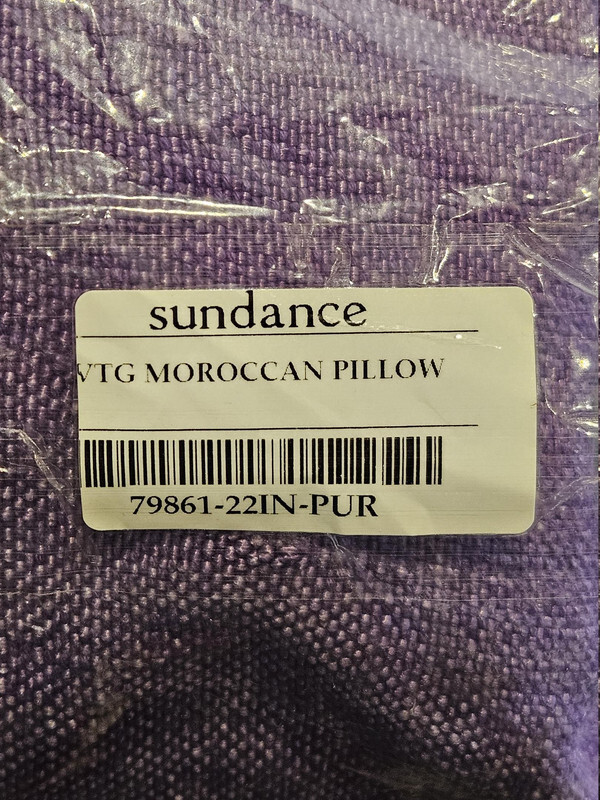 sundance
VTG MOROCCAN PILLOW
79861-22IN-PUR